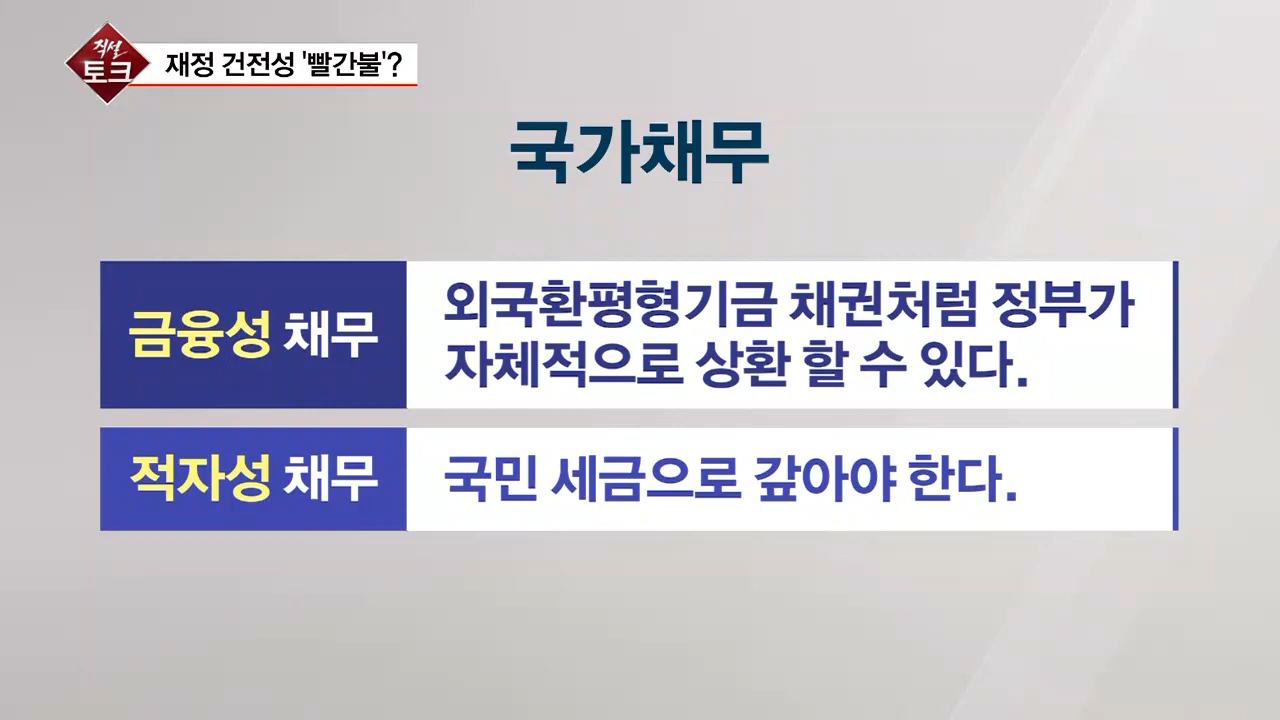 직설
토크
재정 건전성 '빨간불'?
국가채무
금융성 채무
외국환평형기금 채권처럼 정부가
자체적으로 상환 할 수 있다.
적자성 채무
국민 세금으로 갚아야 한다.